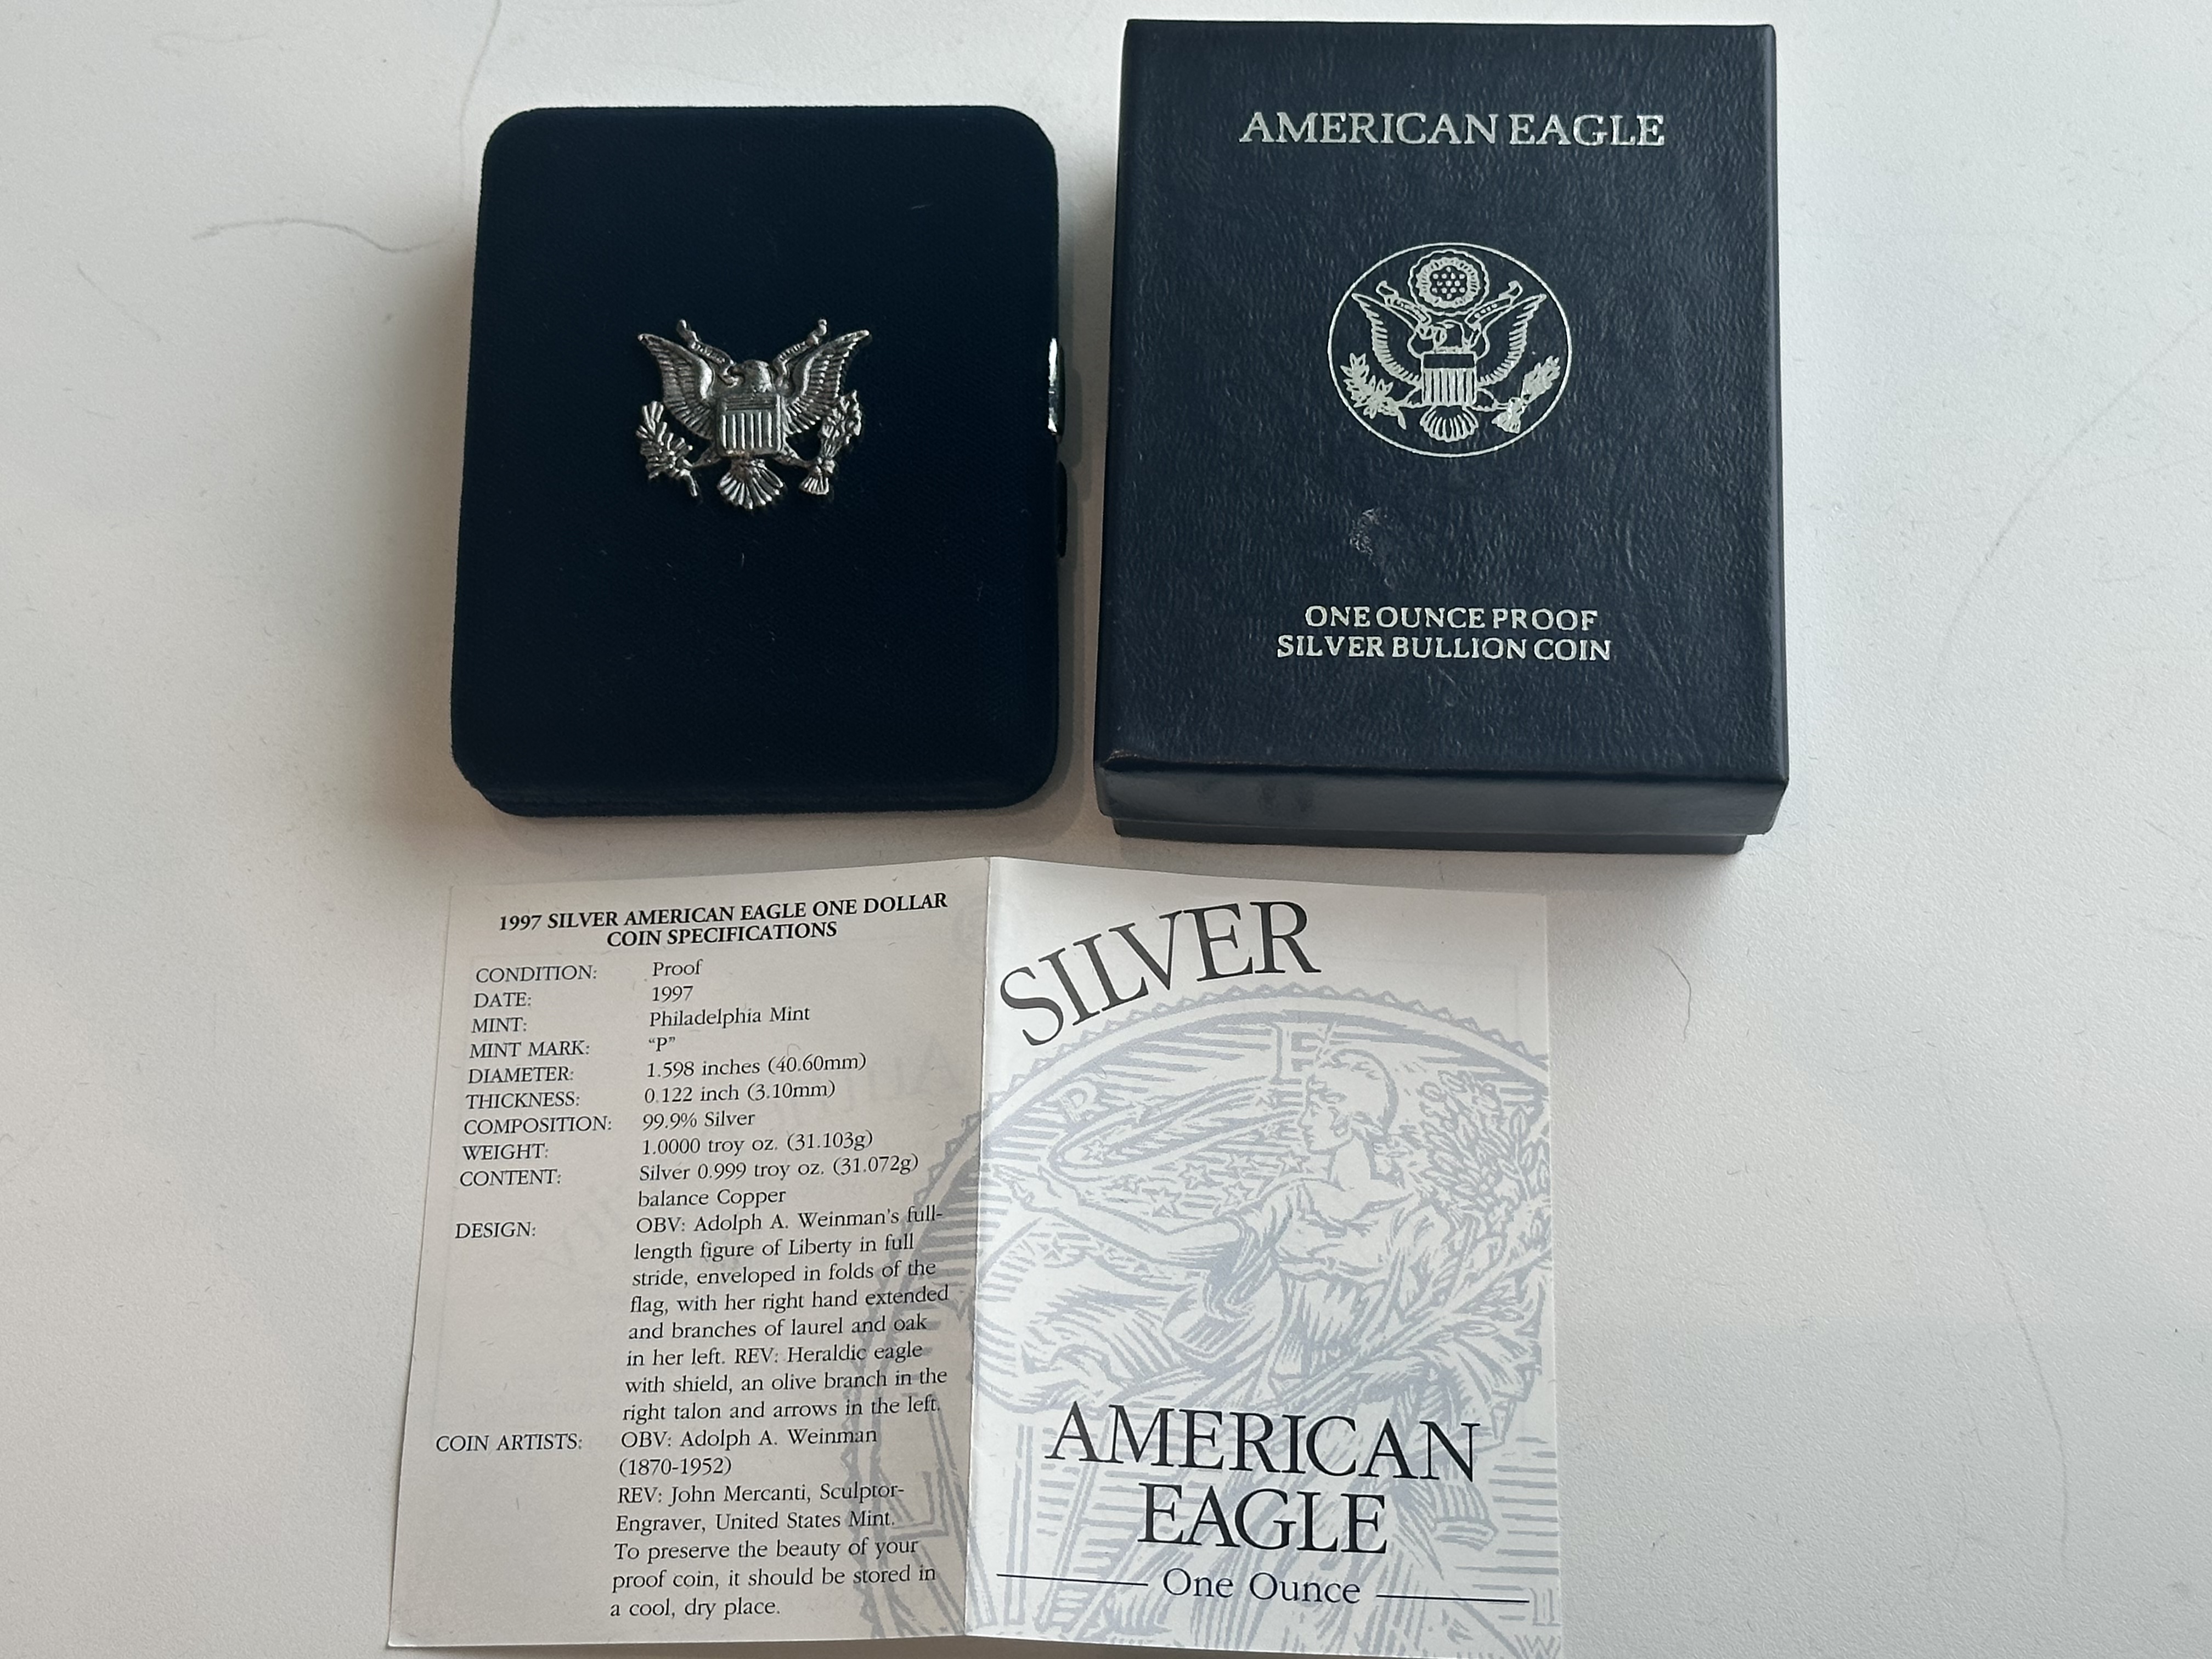 AMERICAN EAGLE
ONE OUNCE PROOF
SILVER BULLION COIN
1997 SILVER AMERICAN EAGLE ONE DOLLAR
COIN SPECIFICATIONS
CONDITION: Proof
DATE: 1997
MINT: Philadelphia Mint
MINT MARK: “P”
DIAMETER: 1.598 inches (40.60mm)
THICKNESS: 0.122 inch (3.10mm)
COMPOSITION: 99.9% Silver
WEIGHT: 1.0000 troy oz. (31.103g)
CONTENT: Silver 0.999 troy oz. (31.072g)
balance Copper
DESIGN: OBV: Adolph A. Weinman's full-
length figure of Liberty in full
stride, enveloped in folds of the
flag, with her right hand extended
and branches of laurel and oak
in her left. REV: Heraldic eagle
with shield, an olive branch in the
right talon and arrows in the left.
COIN ARTISTS: OBV: Adolph A. Weinman
(1870-1952)
REV: John Mercanti, Sculptor-
Engraver, United States Mint.
To preserve the beauty of your
proof coin, it should be stored in
a cool, dry place.
SILVER
AMERICAN
EAGLE
One Ounce